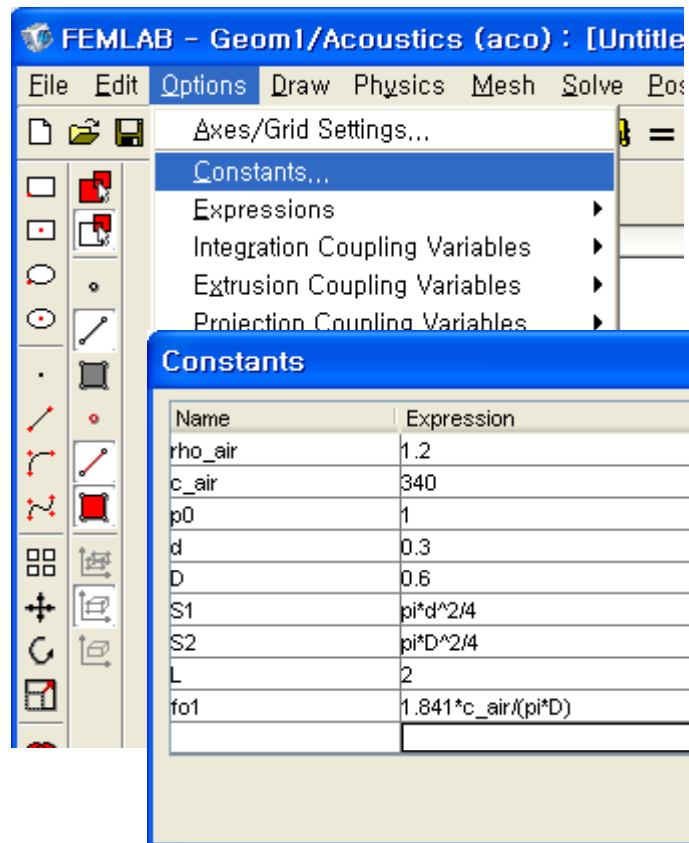 FEMLAB - Geom1/Acoustics (aco) : [Untitle
File Edit Options Draw Physics Mesh Solve Pos
Axes/Grid Settings...
Constants...
Expressions
Integration Coupling Variables
Extrusion Coupling Variables
Projection Coupling Variables
Constants
Name Expression
rho_air 1.2
c_air 340
p0 1
d 0.3
D 0.6
S1 pi*d^2/4
S2 pi*D^2/4
L 2
fo1 1.841*c_air/(pi*D)